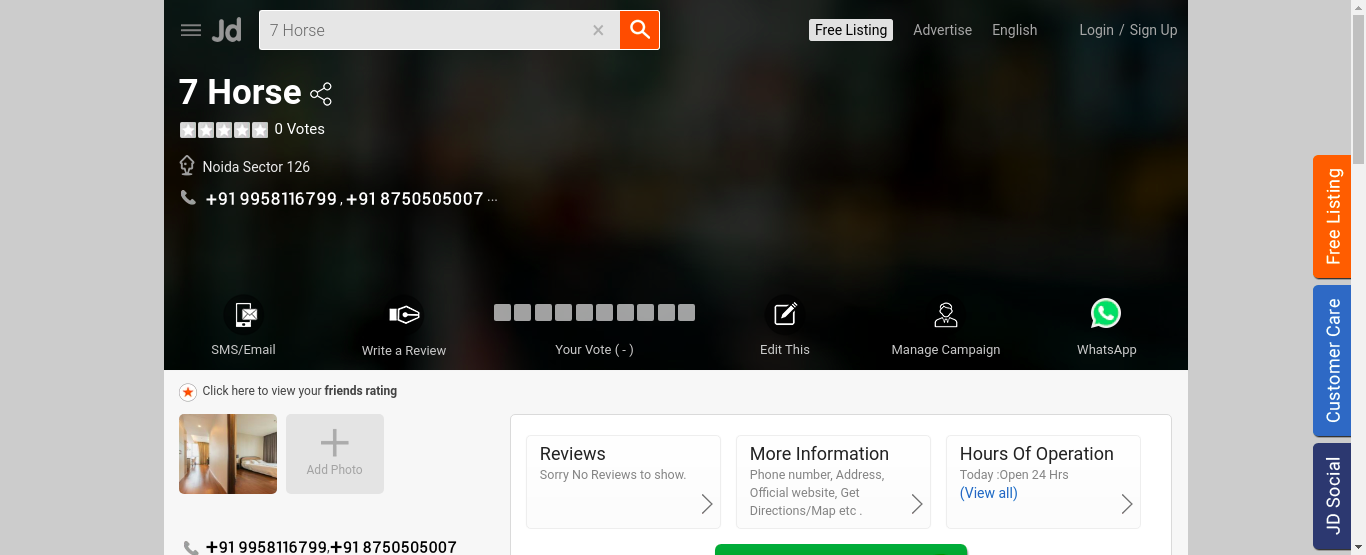 Jd
7 Horse
Free Listing
Advertise
English
Login / Sign Up
7 Horse
0 Votes
Noida Sector 126
+91 9958116799 , +91 8750505007 ...
SMS/Email
Write a Review
Your Vote ( - )
Edit This
Manage Campaign
WhatsApp
Click here to view your friends rating
Add Photo
Reviews
Sorry No Reviews to show.
More Information
Phone number, Address,
Official website, Get
Directions/Map etc .
Hours Of Operation
Today :Open 24 Hrs
(View all)
+91 9958116799,+91 8750505007
Free Listing
Customer Care
JD Social